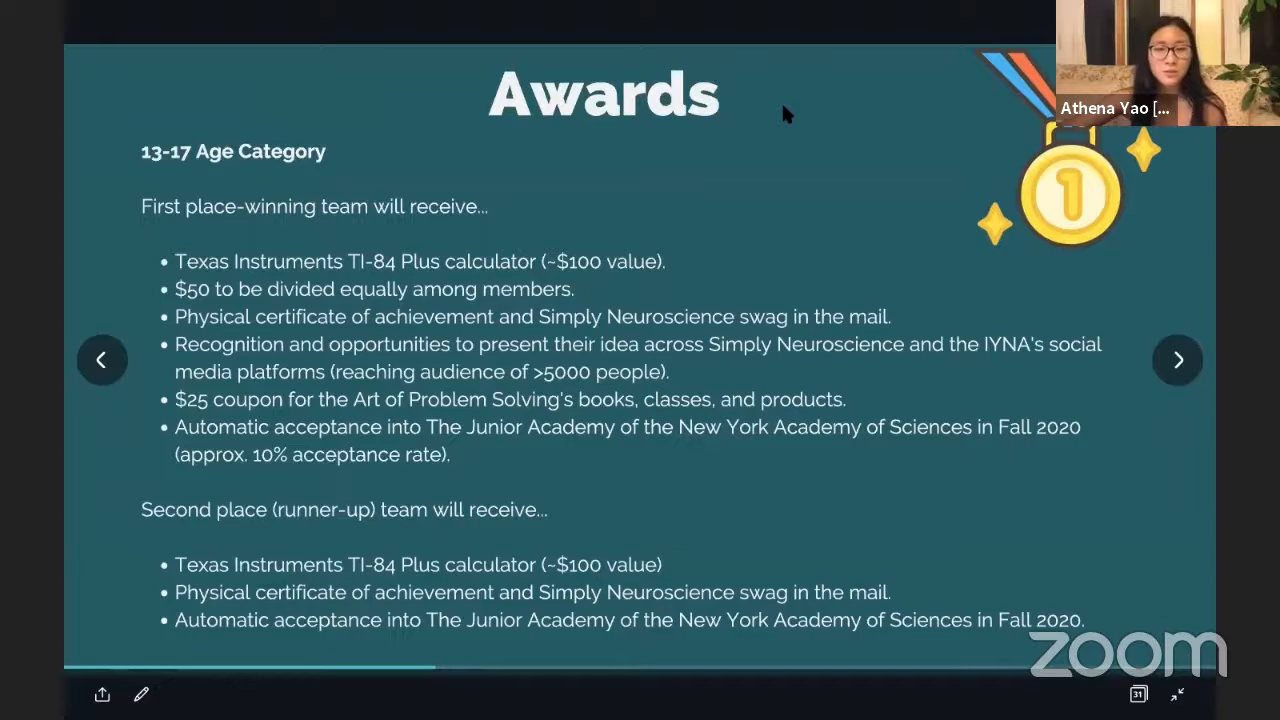 Awards
Athena Yao [...
13-17 Age Category
1
First place-winning team will receive...
• Texas Instruments TI-84 Plus calculator (~$100 value).
• $50 to be divided equally among members.
• Physical certificate of achievement and Simply Neuroscience swag in the mail.
• Recognition and opportunities to present their idea across Simply Neuroscience and the IYNA's social
media platforms (reaching audience of >5000 people).
• $25 coupon for the Art of Problem Solving's books, classes, and products.
• Automatic acceptance into The Junior Academy of the New York Academy of Sciences in Fall 2020
(approx. 10% acceptance rate).
Second place (runner-up) team will receive...
• Texas Instruments TI-84 Plus calculator (~$100 value)
• Physical certificate of achievement and Simply Neuroscience swag in the mail.
• Automatic acceptance into The Junior Academy of the New York Academy of Sciences in Fall 2020.
zoom
31